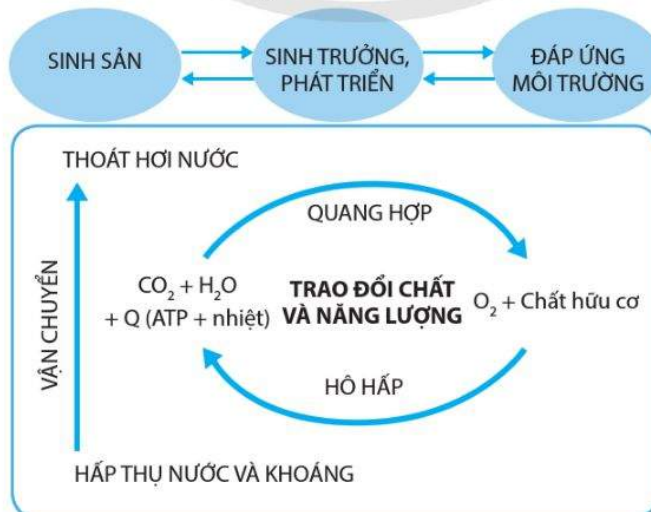 SINH SẢN
SINH TRƯỞNG,
PHÁT TRIỂN
ĐÁP ỨNG
MÔI TRƯỜNG
THOÁT HƠI NƯỚC
QUANG HỢP
VẬN CHUYỂN
CO₂ + H₂O
+ Q (ATP + nhiệt)
TRAO ĐỔI CHẤT
VÀ NĂNG LƯỢNG
O₂ + Chất hữu cơ
HÔ HẤP
HẤP THỤ NƯỚC VÀ KHOÁNG